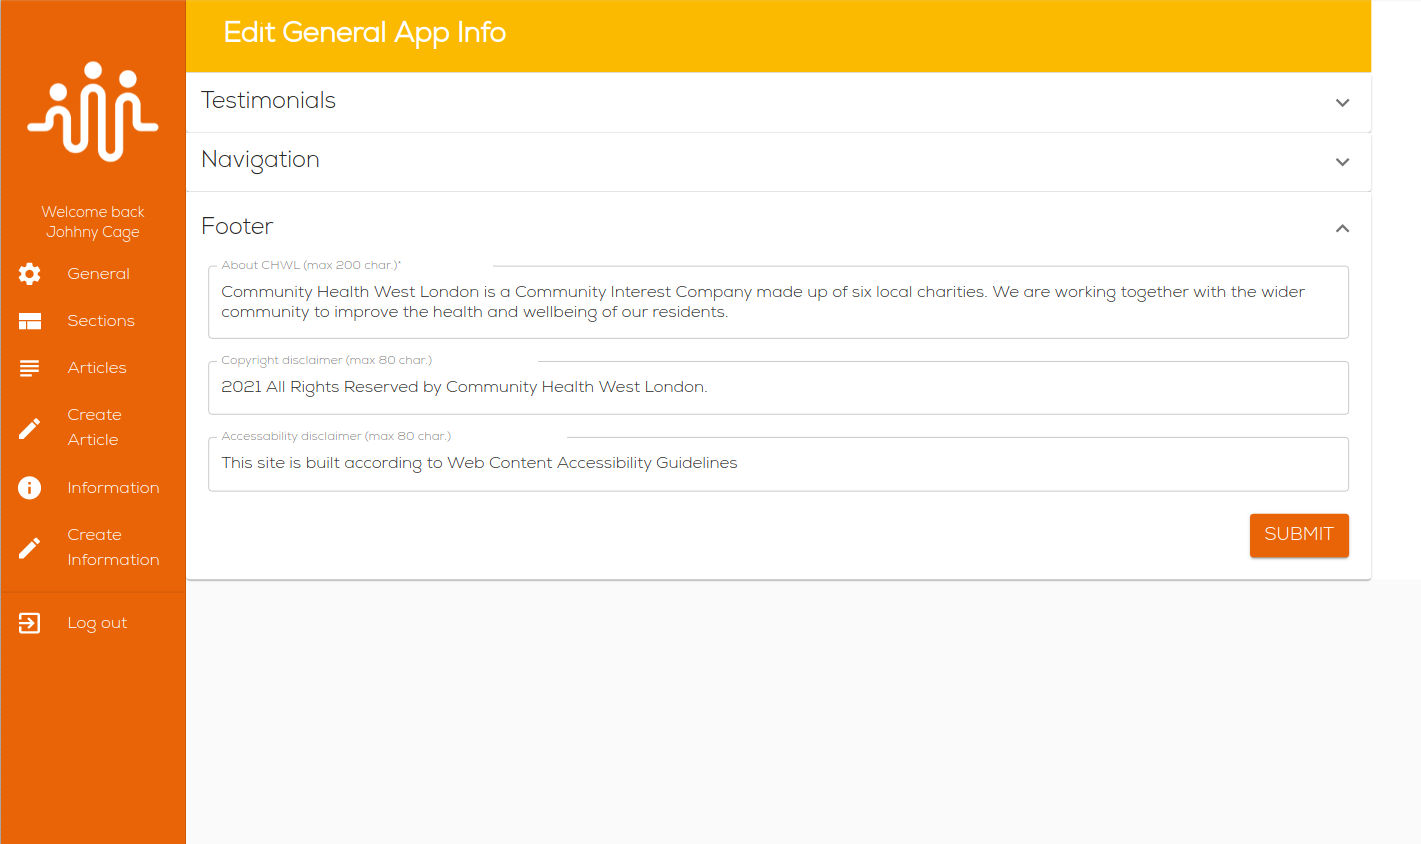 Edit General App Info
Welcome back
Johhny Cage
General
Sections
Articles
Create
Article
Information
Create
Information
Log out
Testimonials
Navigation
Footer
About CHWL (max 200 char.)*
Community Health West London is a Community Interest Company made up of six local charities. We are working together with the wider
community to improve the health and wellbeing of our residents.
Copyright disclaimer (max 80 char.)
2021 All Rights Reserved by Community Health West London.
Accessability disclaimer (max 80 char.)
This site is built according to Web Content Accessibility Guidelines
SUBMIT